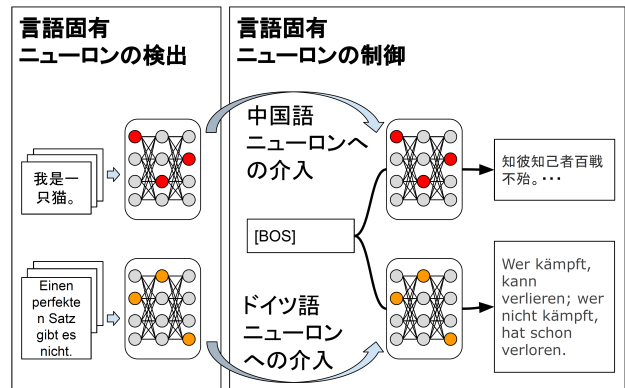 言語固有
ニューロンの検出
我是一
只猫。
Einen
perfekte
n Satz
gibt es
nicht.
言語固有
ニューロンの制御
中国語
ニューロンへ
の介入
[BOS]
ドイツ語
ニューロン
への介入
知彼知己者百戦
不殆。・・・
Wer kämpft,
kann
verlieren; wer
nicht kämpft,
hat schon
verloren.